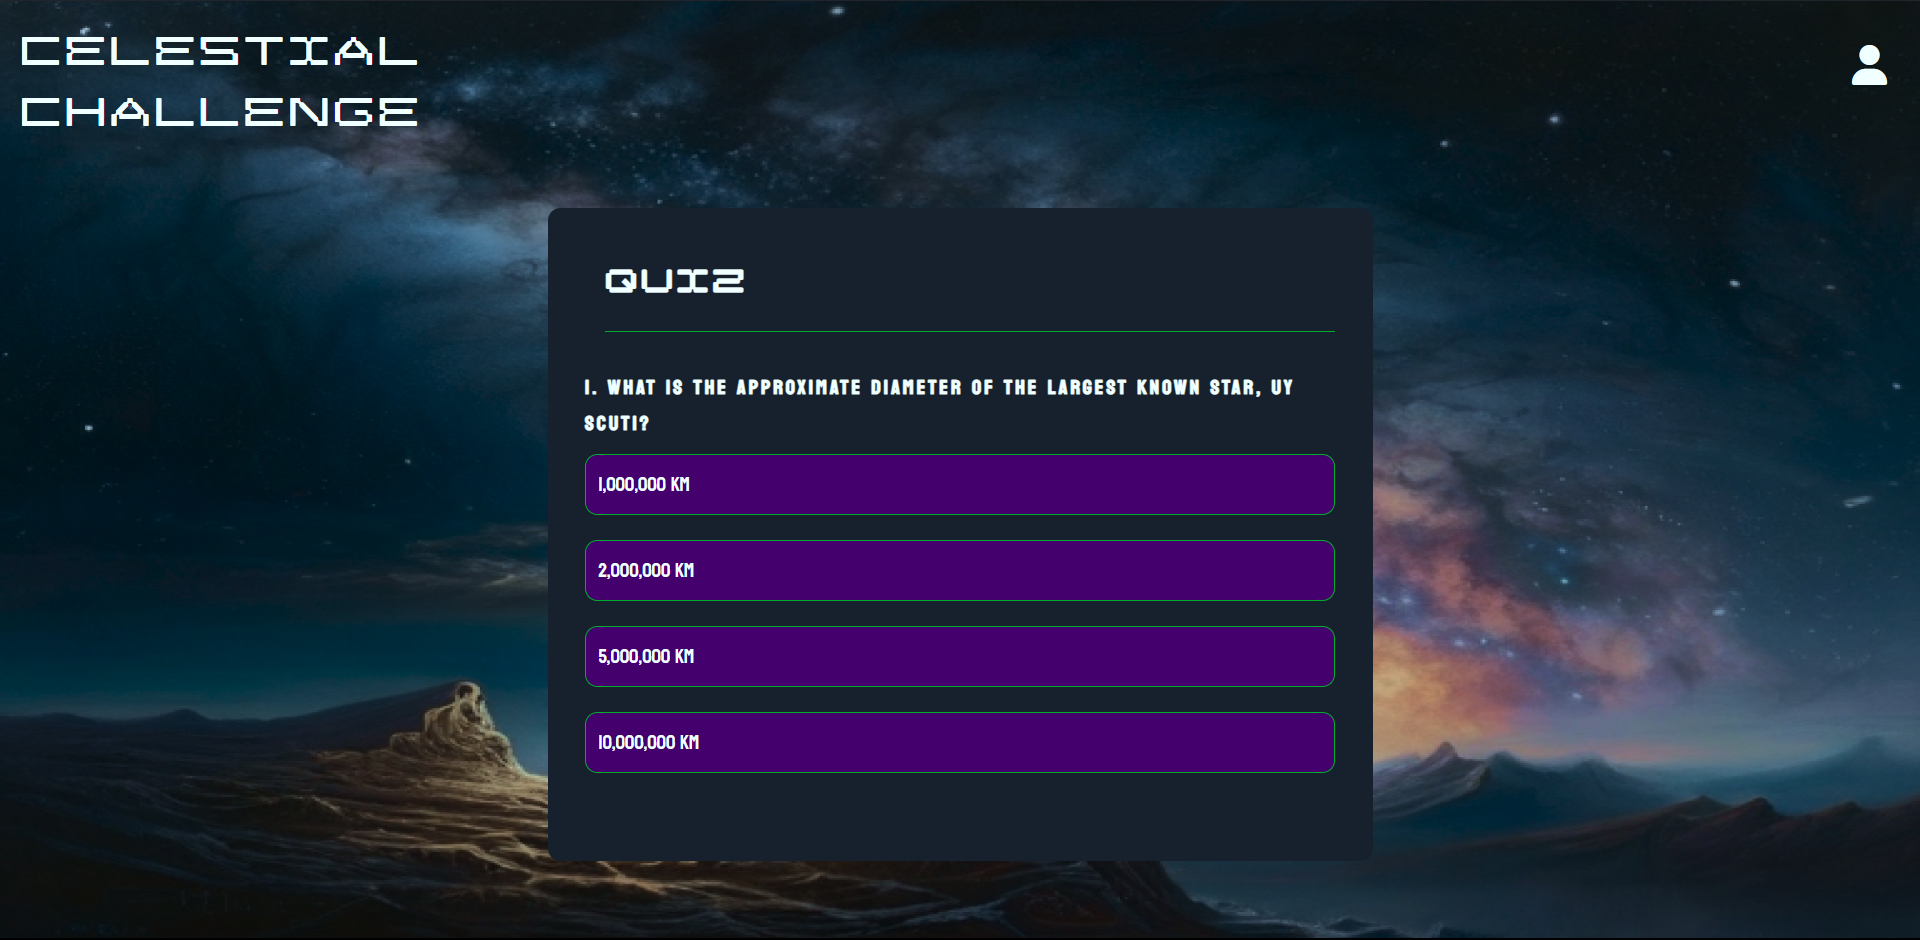 CELESTIAL
CHALLENGE
QUIZ
1. WHAT IS THE APPROXIMATE DIAMETER OF THE LARGEST KNOWN STAR, UY
SCUTI?
1,000,000 KM
2,000,000 KM
5,000,000 KM
10,000,000 KM